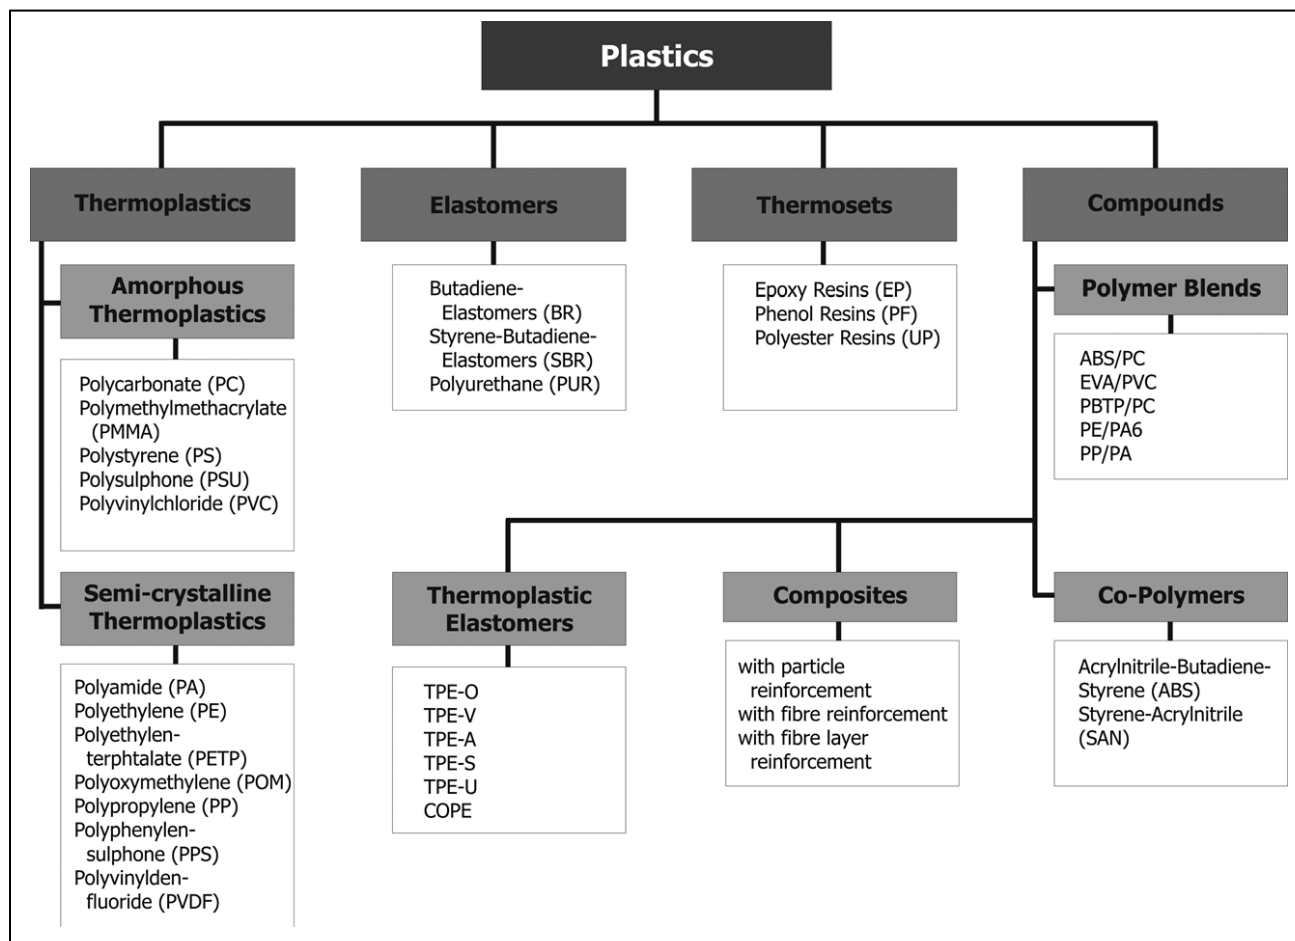 Plastics
Thermoplastics
Elastomers
Thermosets
Compounds
Amorphous
Thermoplastics
Polycarbonate (PC)
Polymethylmethacrylate
(PMMA)
Polystyrene (PS)
Polysulphone (PSU)
Polyvinylchloride (PVC)
Semi-crystalline
Thermoplastics
Polyamide (PA)
Polyethylene (PE)
Polyethylen-
terphtalate (PETP)
Polyoxymethylene (POM)
Polypropylene (PP)
Polyphenylen-
sulphone (PPS)
Polyvinylden-
fluoride (PVDF)
Butadiene-
Elastomers (BR)
Styrene-Butadiene-
Elastomers (SBR)
Polyurethane (PUR)
Epoxy Resins (EP)
Phenol Resins (PF)
Polyester Resins (UP)
Polymer Blends
ABS/PC
EVA/PVC
PBTP/PC
PE/PA6
PP/PA
Thermoplastic
Elastomers
TPE-O
TPE-V
TPE-A
TPE-S
TPE-U
COPE
Composites
with particle
reinforcement
with fibre reinforcement
with fibre layer
reinforcement
Co-Polymers
Acrylnitrile-Butadiene-
Styrene (ABS)
Styrene-Acrylnitrile
(SAN)